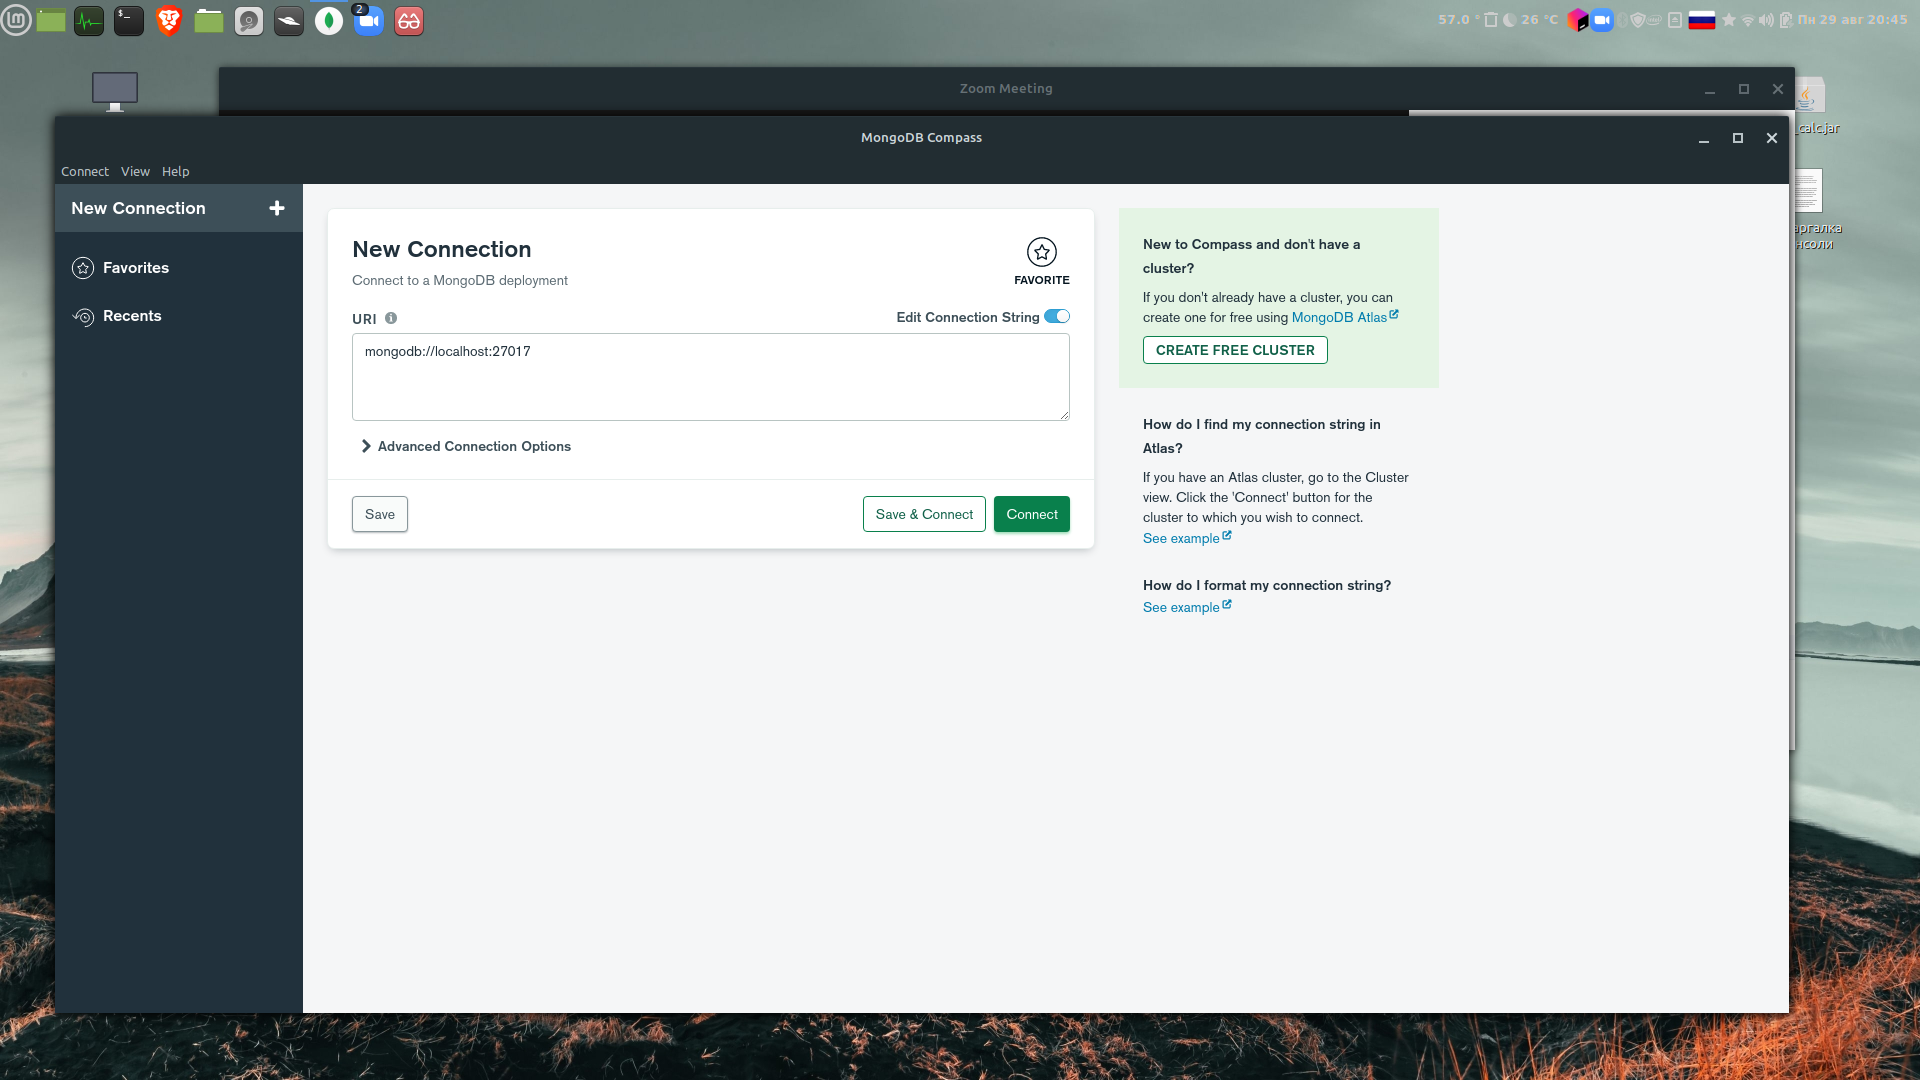 57.0 °
26 °C
Пн 29 авг 20:45
2
Zoom Meeting
calc.jar
MongoDB Compass
Connect View Help
New Connection
Favorites
Recents
New Connection
Connect to a MongoDB deployment
FAVORITE
URI
Edit Connection String
mongodb://localhost:27017
Advanced Connection Options
Save
Save & Connect
Connect
New to Compass and don't have a
cluster?
If you don't already have a cluster, you can
create one for free using MongoDB Atlas
CREATE FREE CLUSTER
How do I find my connection string in
Atlas?
If you have an Atlas cluster, go to the Cluster
view. Click the 'Connect' button for the
cluster to which you wish to connect.
See example
How do I format my connection string?
See example
аргалка
нсоли